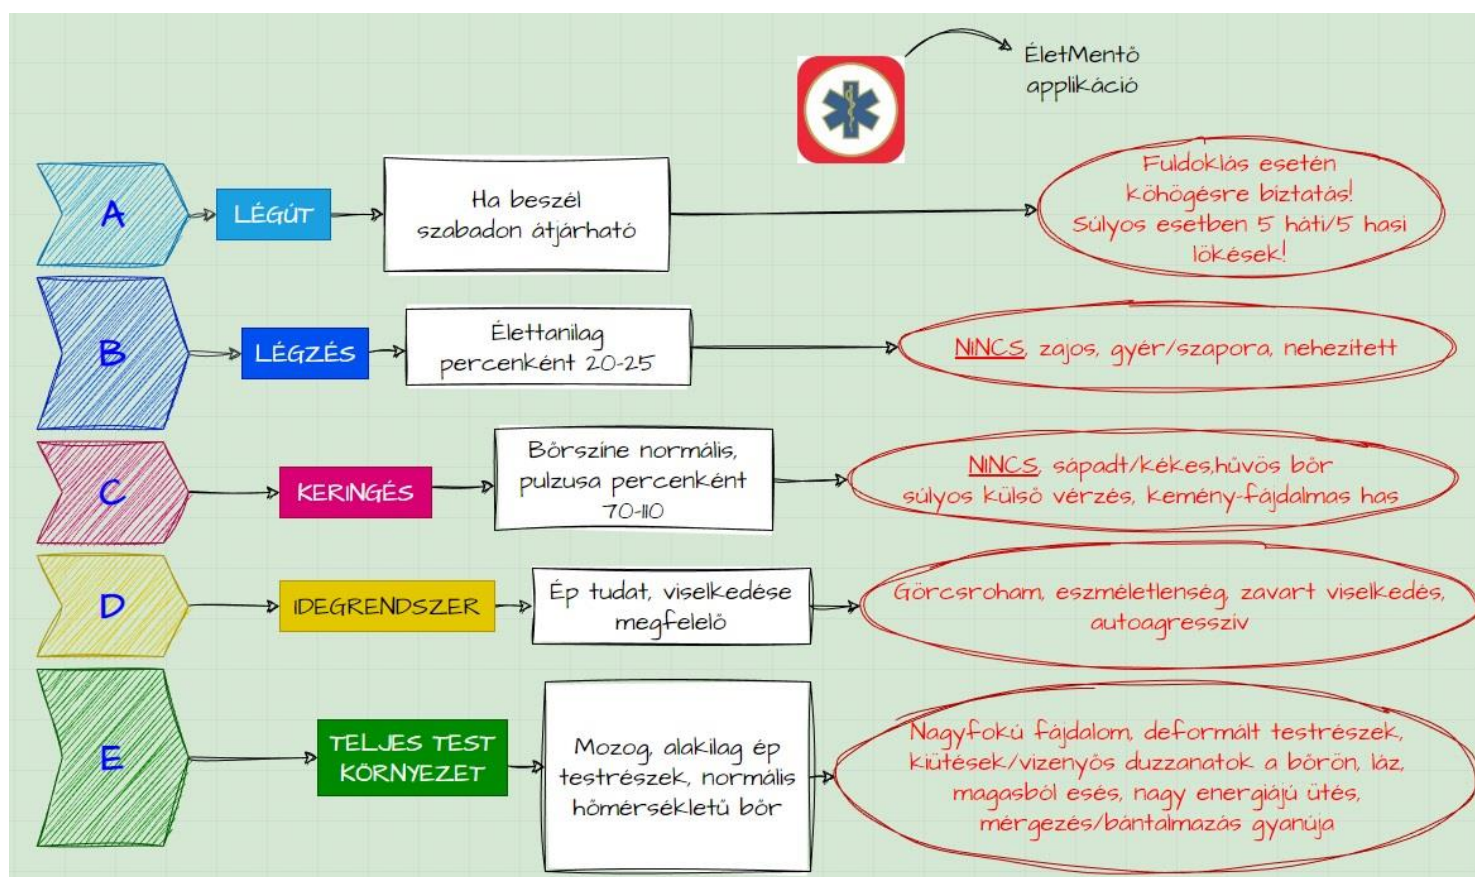 ÉletMentő
applikáció
A
LÉGÚT
Ha beszél
szabadon átjárható
Fuldoklás esetén
köhögésre biztatás!
Súlyos esetben 5 háti/5 hasi
lökések!
B
LÉGZÉS
Élettanilag
percenként 20-25
NINCS, zajos, gyér/szapora, nehezített
C
KERINGÉS
Bőrszíne normális,
pulzusa percenként
70-110
NINCS, sápadt/kékes,hűvös bőr
súlyos külső vérzés, kemény-fájdalmas has
D
IDEGRENDSZER
Ép tudat, viselkedése
megfelelő
Görcsroham, eszméletlenség, zavart viselkedés,
autoagresszív
E
TELJES TEST
KÖRNYEZET
Mozog, alakilag ép
testrészek, normális
hőmérsékletű bőr
Nagyfokú fájdalom, deformált testrészek,
kiütések/vizenyős duzzanatok a bőrön, láz,
magasból esés, nagy energiájú ütés,
mérgezés/bántalmazás gyanúja